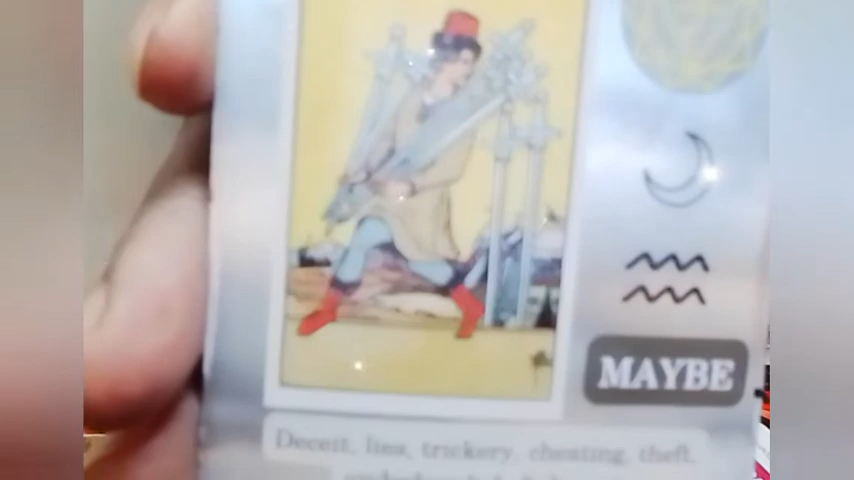 MAYBE
Deceit, lies, trickery, cheating, theft,